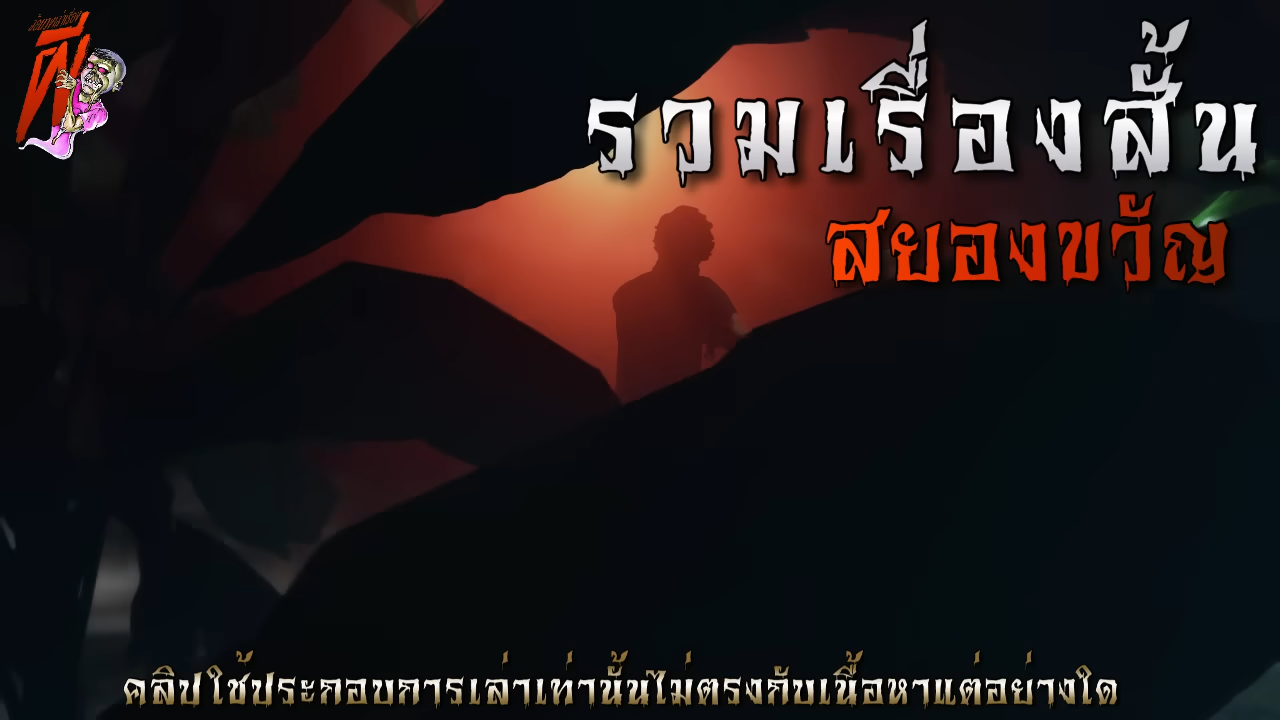 ผี
รวมเรื่องสั้น
สยองขวัญ
คลิปใช้ประกอบการเล่าเท่านั้นไม่ตรงกับเนื้อหาแต่อย่างใด